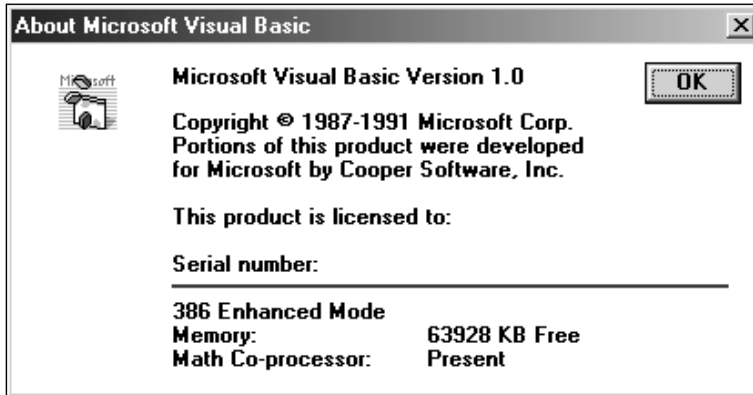 About Microsoft Visual Basic
Microsoft
Microsoft Visual Basic Version 1.0
OK
Copyright © 1987-1991 Microsoft Corp.
Portions of this product were developed
for Microsoft by Cooper Software, Inc.
This product is licensed to:
Serial number:
386 Enhanced Mode
Memory: 63928 KB Free
Math Co-processor: Present